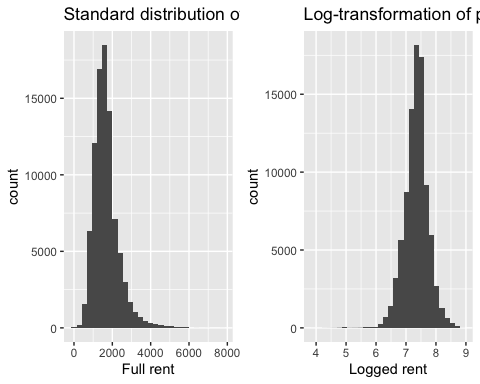 Standard distribution o
15000
10000
5000
0
count
0 2000 4000 6000 8000
Full rent
Log-transformation of p
15000
10000
5000
0
count
4 5 6 7 8 9
Logged rent